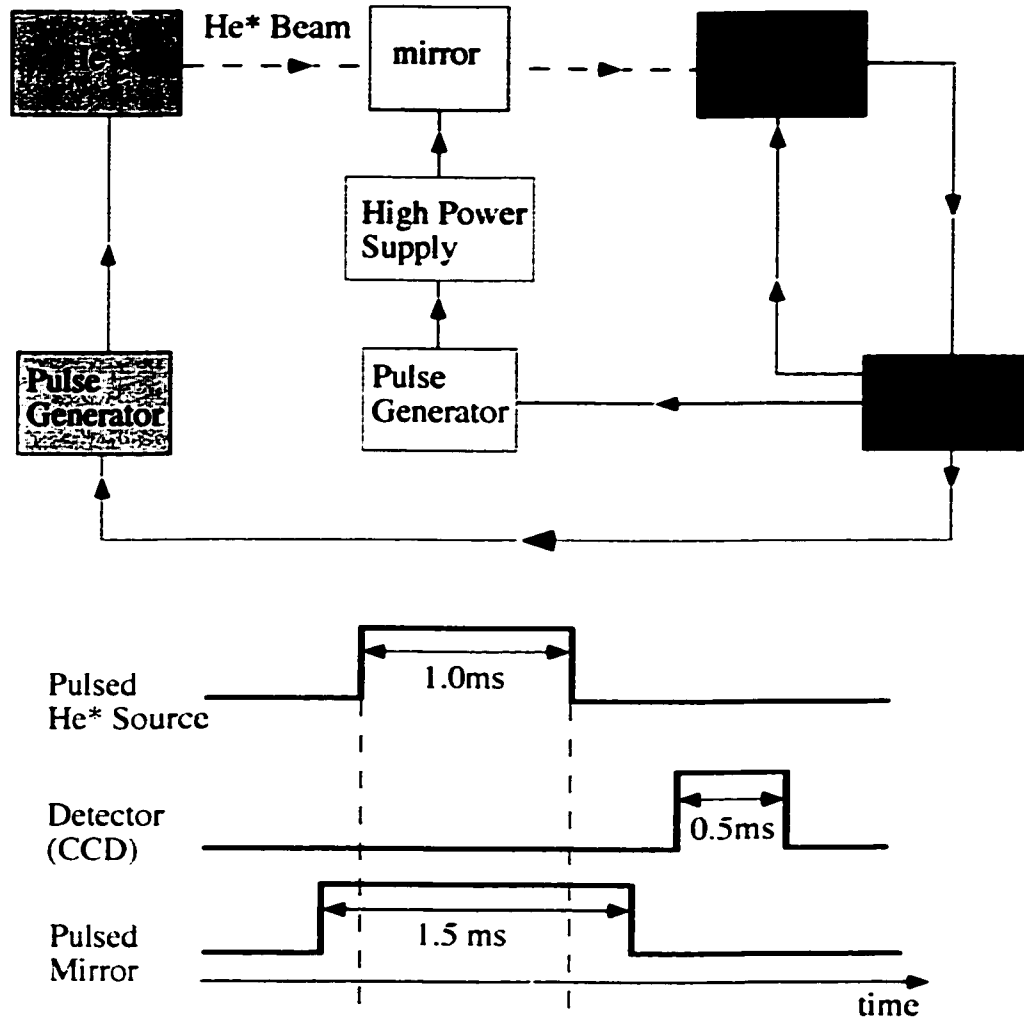 He* Beam
mirror
High Power
Supply
Pulse
Generator
Pulse
Generator
1.0ms
Pulsed
He* Source
Detector
(CCD)
0.5ms
1.5 ms
Pulsed
Mirror
time